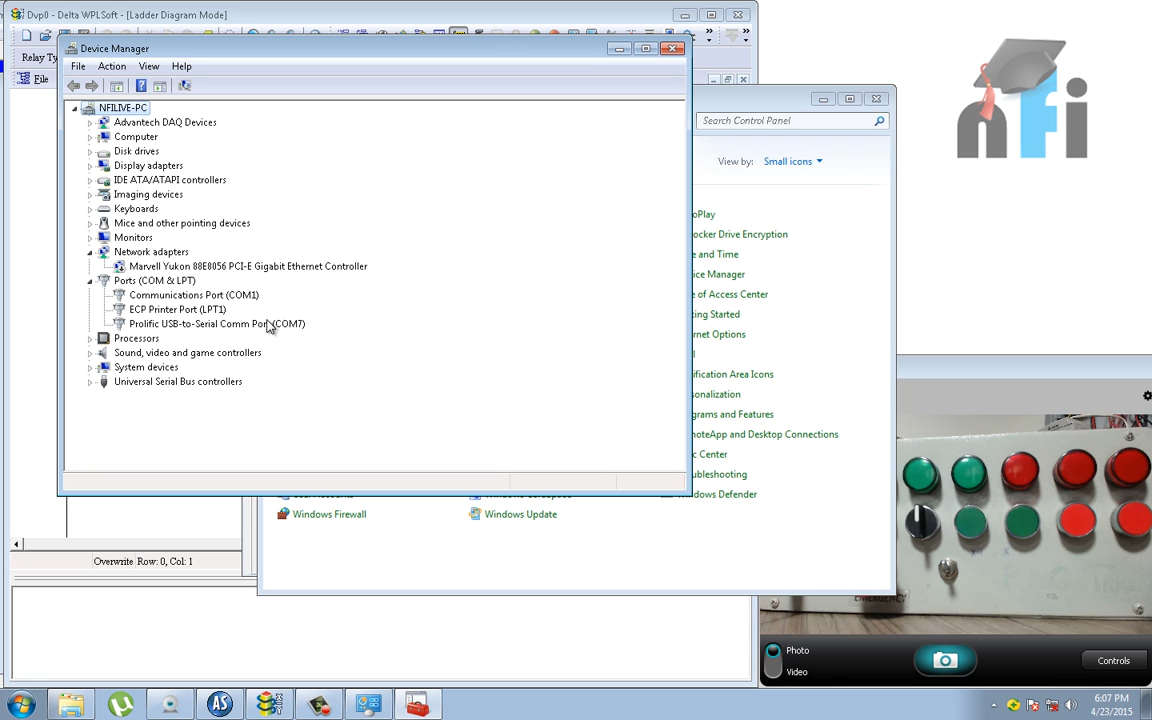 Dvp0 - Delta WPLSoft - [Ladder Diagram Mode]
Device Manager
Relay Ty
File
File Action View Help
Search Control Panel
View by: Small icons
NFILIVE-PC
Advantech DAQ Devices
Computer
Disk drives
Display adapters
IDE ATA/ATAPI controllers
Imaging devices
Keyboards
Mice and other pointing devices
Monitors
Network adapters
Marvell Yukon 88E8056 PCI-E Gigabit Ethernet Controller
Ports (COM & LPT)
Communications Port (COM1)
ECP Printer Port (LPT1)
Prolific USB-to-Serial Comm Port (COM7)
Processors
Sound, video and game controllers
System devices
Universal Serial Bus controllers
oPlay
ocker Drive Encryption
e and Time
ice Manager
e of Access Center
ing Started
rnet Options
l
ification Area Icons
sonalization
grams and Features
noteApp and Desktop Connections
c Center
ubleshooting
ndows Defender
Windows Firewall
Windows Update
Overwrite Row: 0, Col: 1
nfi
EMERGENCY
Photo
Video
Controls
AS
6:07 PM
4/23/2015